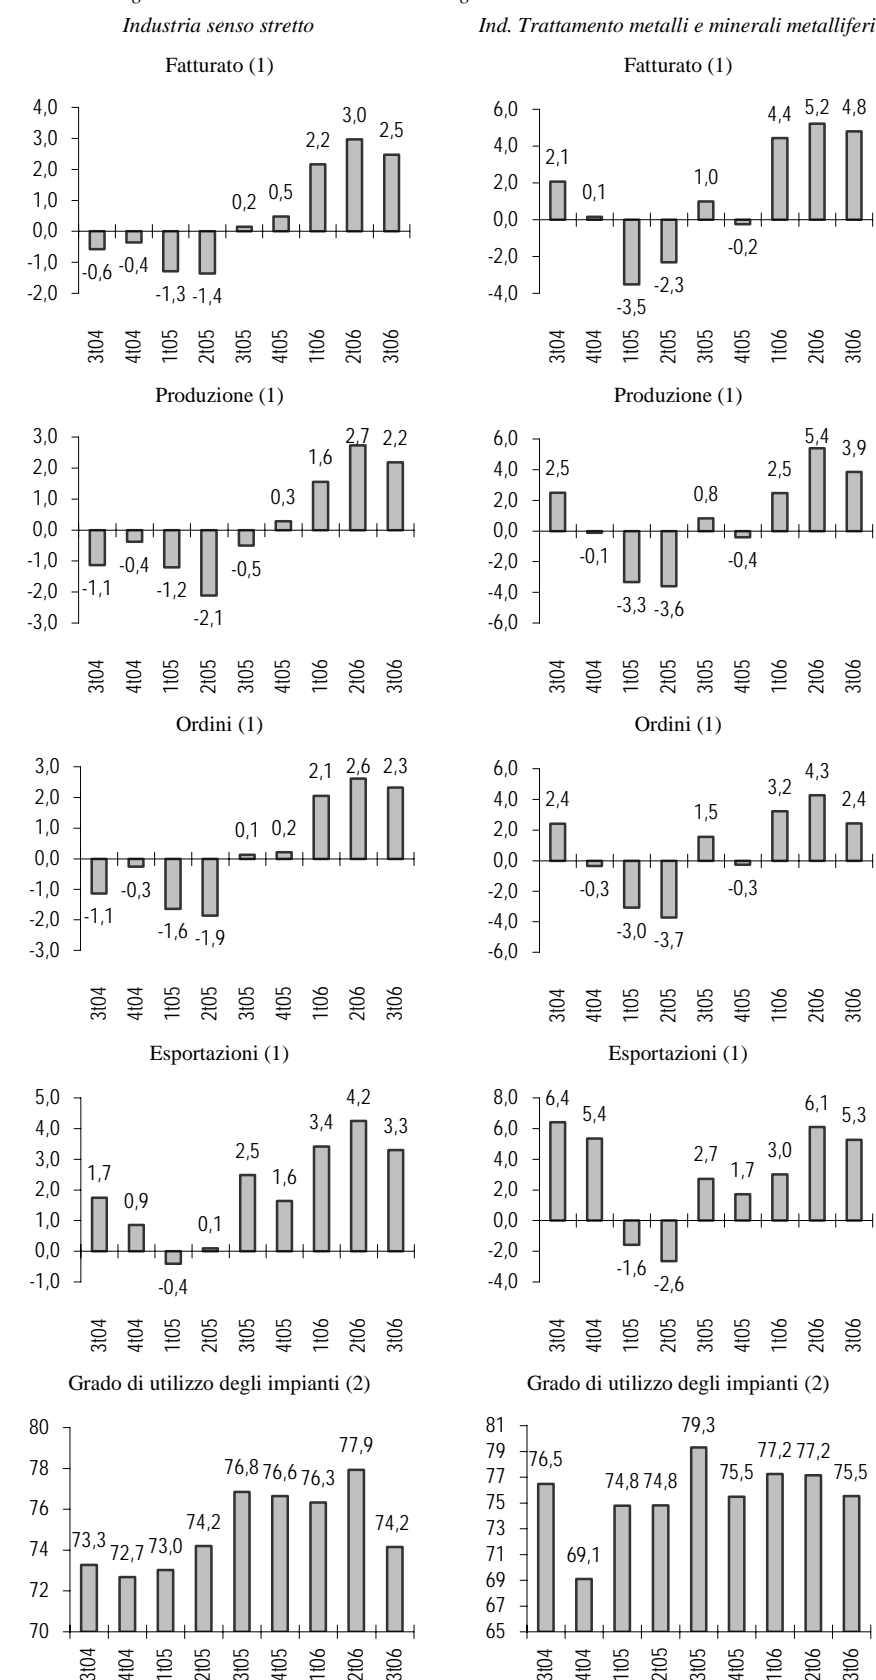 Industria senso stretto
Ind. Trattamento metalli e minerali metalliferi
Fatturato (1)
4,0
3,0
2,0
1,0
0,0
-1,0
-2,0
-0,6
-0,4
-1,3
-1,4
0,2
0,5
2,2
3,0
2,5
3t04
4t04
1t05
2t05
3t05
4t05
1t06
2t06
3t06
Fatturato (1)
6,0
4,0
2,0
0,0
-2,0
-4,0
2,1
0,1
-3,5
-2,3
1,0
-0,2
4,4
5,2
4,8
3t04
4t04
1t05
2t05
3t05
4t05
1t06
2t06
3t06
Produzione (1)
3,0
2,0
1,0
0,0
-1,0
-2,0
-3,0
-1,1
-0,4
-1,2
-2,1
-0,5
0,3
1,6
2,7
2,2
3t04
4t04
1t05
2t05
3t05
4t05
1t06
2t06
3t06
Produzione (1)
6,0
4,0
2,0
0,0
-2,0
-4,0
-6,0
2,5
-0,1
-3,3
-3,6
0,8
-0,4
2,5
5,4
3,9
3t04
4t04
1t05
2t05
3t05
4t05
1t06
2t06
3t06
Ordini (1)
3,0
2,0
1,0
0,0
-1,0
-2,0
-3,0
-1,1
-0,3
-1,6
-1,9
0,1
0,2
2,1
2,6
2,3
3t04
4t04
1t05
2t05
3t05
4t05
1t06
2t06
3t06
Ordini (1)
6,0
4,0
2,0
0,0
-2,0
-4,0
-6,0
2,4
-0,3
-3,0
-3,7
1,5
-0,3
3,2
4,3
2,4
3t04
4t04
1t05
2t05
3t05
4t05
1t06
2t06
3t06
Esportazioni (1)
5,0
4,0
3,0
2,0
1,0
0,0
-1,0
1,7
0,9
-0,4
0,1
2,5
1,6
3,4
4,2
3,3
3t04
4t04
1t05
2t05
3t05
4t05
1t06
2t06
3t06
Esportazioni (1)
8,0
6,0
4,0
2,0
0,0
-2,0
-4,0
6,4
5,4
-1,6
-2,6
2,7
1,7
3,0
6,1
5,3
3t04
4t04
1t05
2t05
3t05
4t05
1t06
2t06
3t06
Grado di utilizzo degli impianti (2)
80
78
76
74
72
70
73,3
72,7
73,0
74,2
76,8
76,6
76,3
77,9
74,2
3t04
4t04
1t05
2t05
3t05
4t05
1t06
2t06
3t06
Grado di utilizzo degli impianti (2)
81
79
77
75
73
71
69
67
65
76,5
69,1
74,8
74,8
79,3
75,5
77,2
77,2
75,5
3t04
4t04
1t05
2t05
3t05
4t05
1t06
2t06
3t06